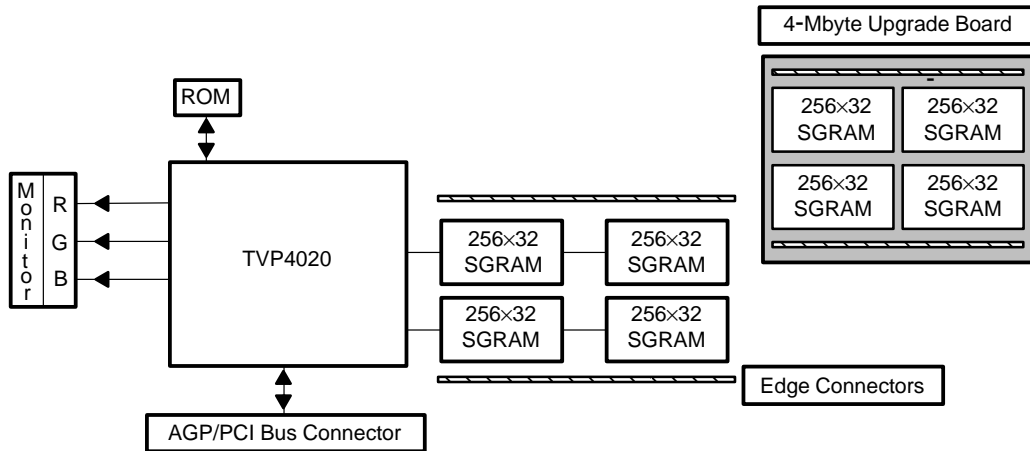 4-Mbyte Upgrade Board
ROM
256×32
SGRAM
256×32
SGRAM
256×32
SGRAM
256×32
SGRAM
Monitor
R
G
B
TVP4020
256×32
SGRAM
256×32
SGRAM
256×32
SGRAM
256×32
SGRAM
Edge Connectors
AGP/PCI Bus Connector